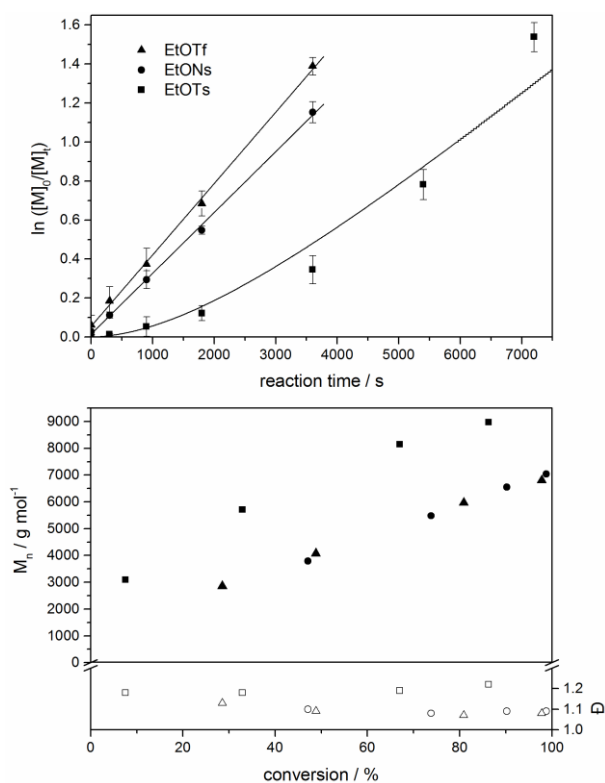 1.6
1.4
1.2
1.0
0.8
0.6
0.4
0.2
0.0
ln ([M]₀/[M]ₜ)
EtOTf
EtONs
EtOTs
0 1000 2000 3000 4000 5000 6000 7000
reaction time / s
9000
8000
7000
6000
5000
4000
3000
2000
1000
0
Mₙ / g mol⁻¹
1.2
1.1
1.0
Đ
0 20 40 60 80 100
conversion / %